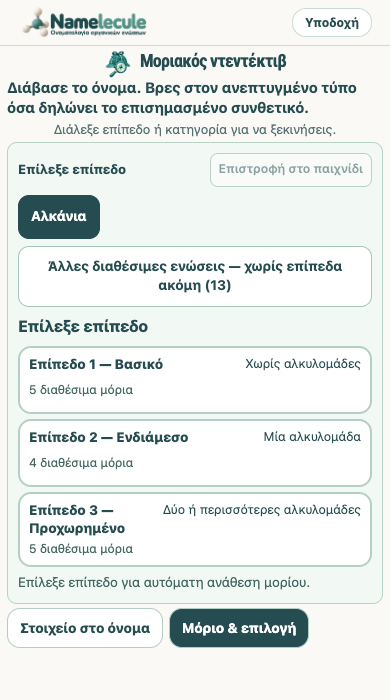 Namelecule
Ονοματολογία οργανικών ενώσεων
Υποδοχή
Μοριακός ντετέκτιβ
Διάβασε το όνομα. Βρες στον ανεπτυγμένο τύπο
όσα δηλώνει το επισημασμένο συνθετικό.
Διάλεξε επίπεδο ή κατηγορία για να ξεκινήσεις.
Επίλεξε επίπεδο
Επιστροφή στο παιχνίδι
Αλκάνια
Άλλες διαθέσιμες ενώσεις — χωρίς επίπεδα
ακόμη (13)
Επίλεξε επίπεδο
Επίπεδο 1 — Βασικό
Χωρίς αλκυλομάδες
5 διαθέσιμα μόρια
Επίπεδο 2 — Ενδιάμεσο
Μία αλκυλομάδα
4 διαθέσιμα μόρια
Επίπεδο 3 —
Προχωρημένο
Δύο ή περισσότερες αλκυλομάδες
5 διαθέσιμα μόρια
Επίλεξε επίπεδο για αυτόματη ανάθεση μορίου.
Στοιχείο στο όνομα
Μόριο & επιλογή